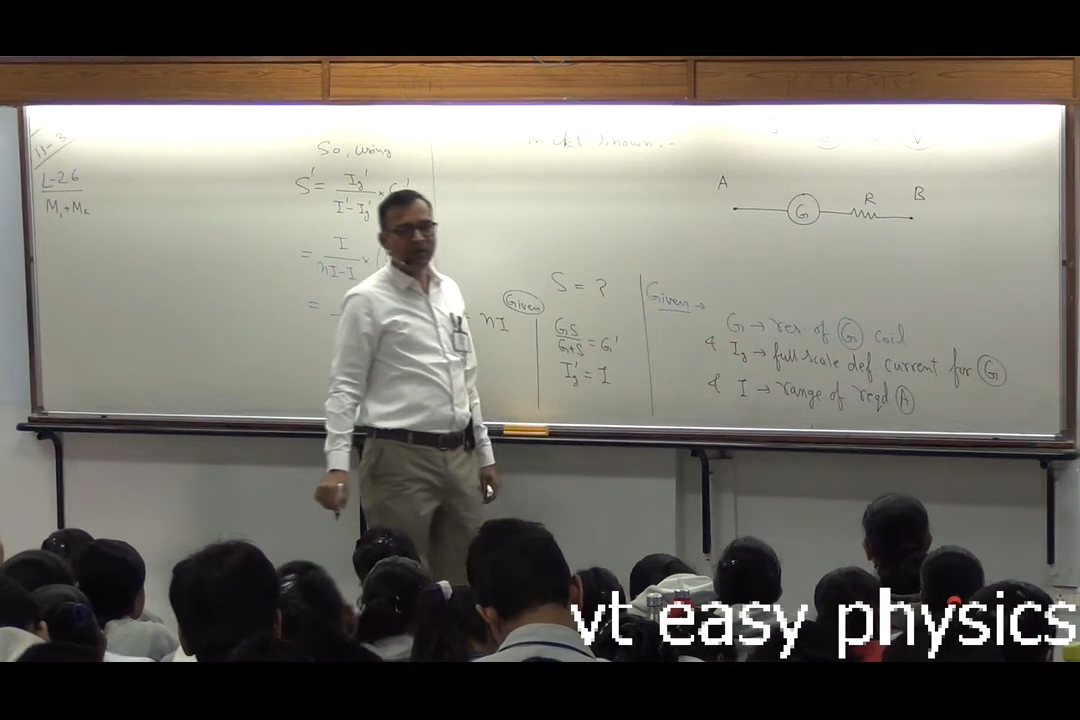 11-3
L-26
M₁+M₂
So, using
S' = Ig'/I'-Ig' × G'
= I/nI-I ×
=
ckt shown.-
V
A G R B
S = ?
Given
= nI
GS/G+S = G'
Ig' = I
Given →
G → res of G coil
& Ig → full scale def current for G
& I → range of reqd A
vt easy physics